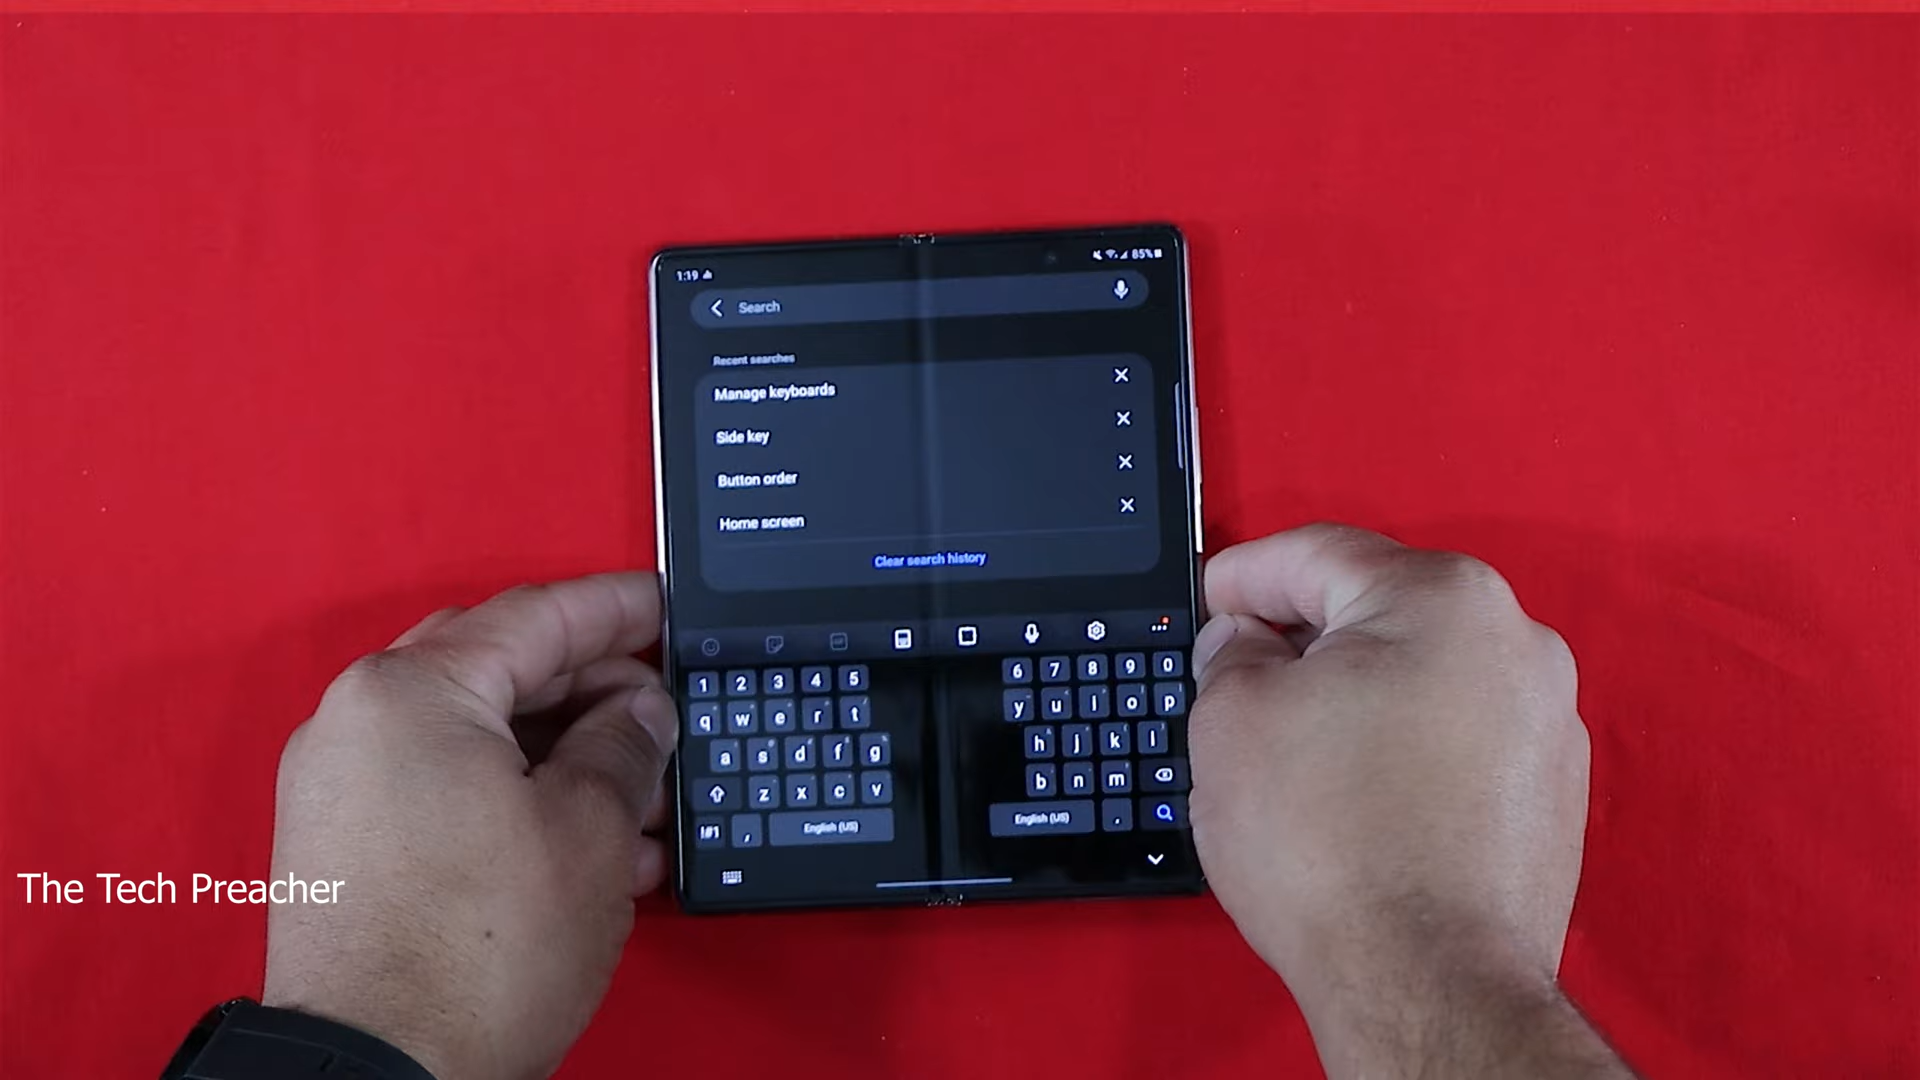 1:19
85%
Search
Recent searches
Manage keyboards
Side key
Button order
Home screen
Clear search history
1 2 3 4 5 6 7 8 9 0
q w e r t y u i o p
a s d f g h j k l
z x c v b n m
!#1 , English (US) English (US) .
The Tech Preacher